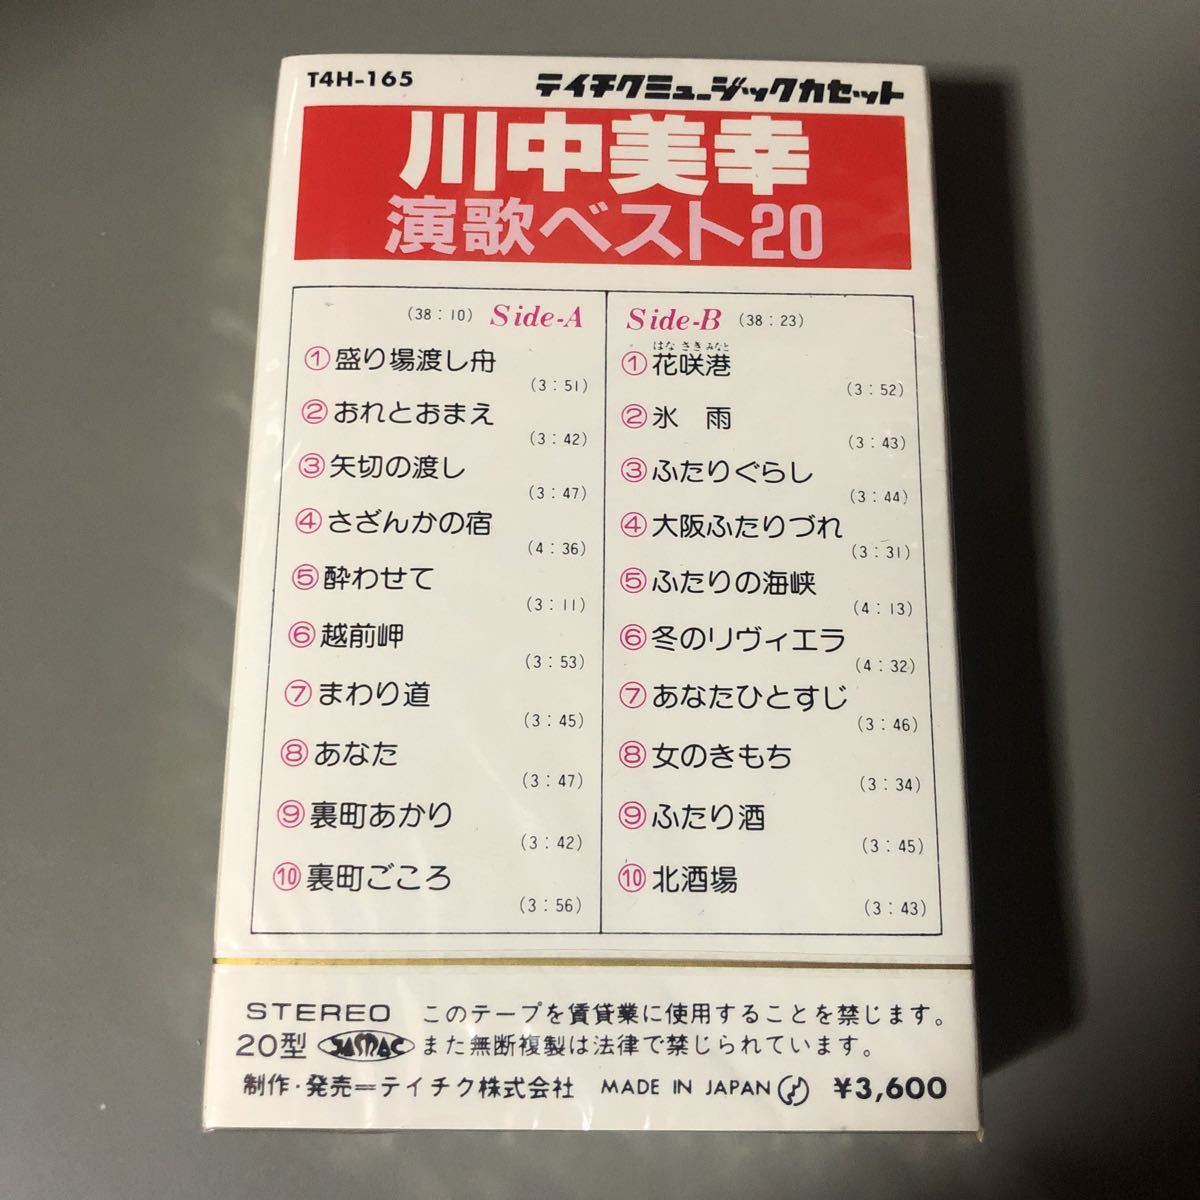 T4H-165 テイチクミュージックカセット
川中美幸
演歌ベスト20
(38:10) Side-A
①盛り場渡し舟
(3:51)
②おれとおまえ
(3:42)
③矢切の渡し
(3:47)
④さざんかの宿
(4:36)
⑤酔わせて
(3:11)
⑥越前岬
(3:53)
⑦まわり道
(3:45)
⑧あなた
(3:47)
⑨裏町あかり
(3:42)
⑩裏町ごころ
(3:56)
Side-B (38:23)
はなさきみなと
①花咲港
(3:52)
②氷 雨
(3:43)
③ふたりぐらし
(3:44)
④大阪ふたりづれ
(3:31)
⑤ふたりの海峡
(4:13)
⑥冬のリヴィエラ
(4:32)
⑦あなたひとすじ
(3:46)
⑧女のきもち
(3:34)
⑨ふたり酒
(3:45)
⑩北酒場
(3:43)
STEREO このテープを賃貸業に使用することを禁じます。
20型 SAMAC また無断複製は法律で禁じられています。
制作・発売=テイチク株式会社 MADE IN JAPAN ¥3,600